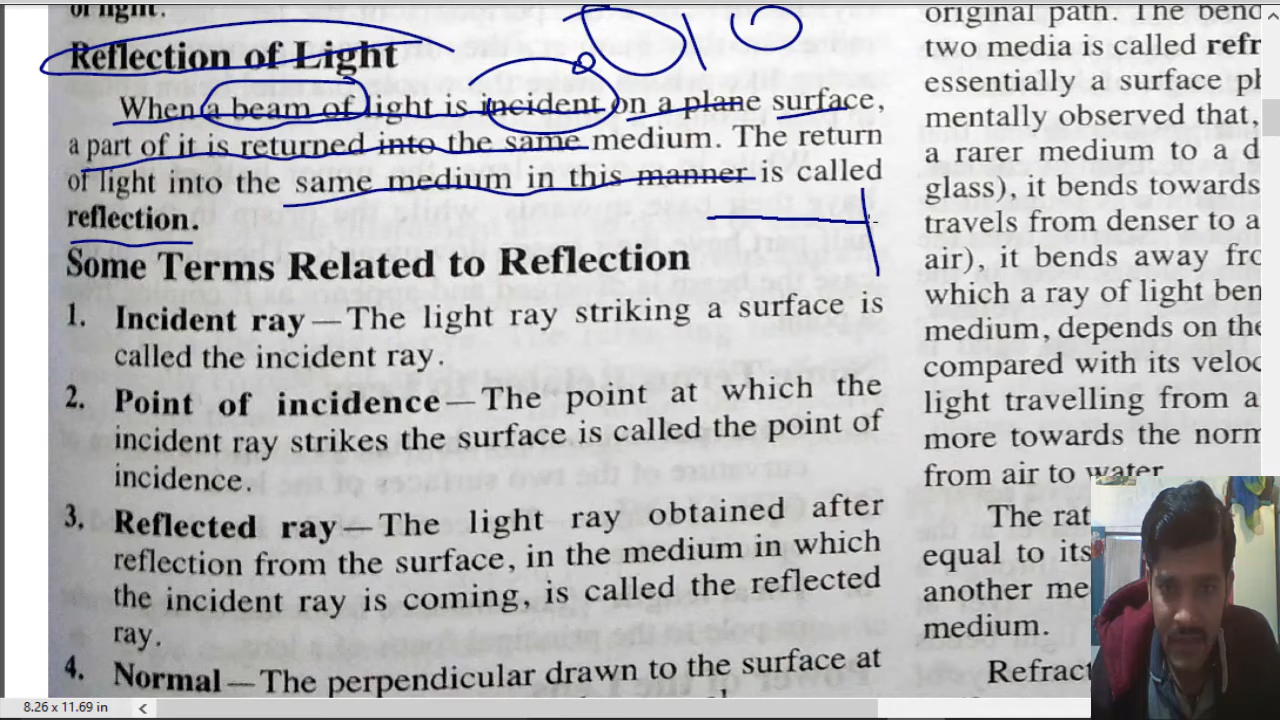 of light.
Reflection of Light
When a beam of light is incident on a plane surface,
a part of it is returned into the same medium. The return
of light into the same medium in this manner is called
reflection.
Some Terms Related to Reflection
1. Incident ray—The light ray striking a surface is
called the incident ray.
2. Point of incidence—The point at which the
incident ray strikes the surface is called the point of
incidence.
3. Reflected ray—The light ray obtained after
reflection from the surface, in the medium in which
the incident ray is coming, is called the reflected
ray.
4. Normal—The perpendicular drawn to the surface at
original path. The bend
two media is called refr
essentially a surface ph
mentally observed that,
a rarer medium to a d
glass), it bends towards
travels from denser to a
air), it bends away fro
which a ray of light ben
medium, depends on the
compared with its veloc
light travelling from a
more towards the norm
from air to water
The rat
equal to its
another me
medium.
Refract
8.26 x 11.69 in